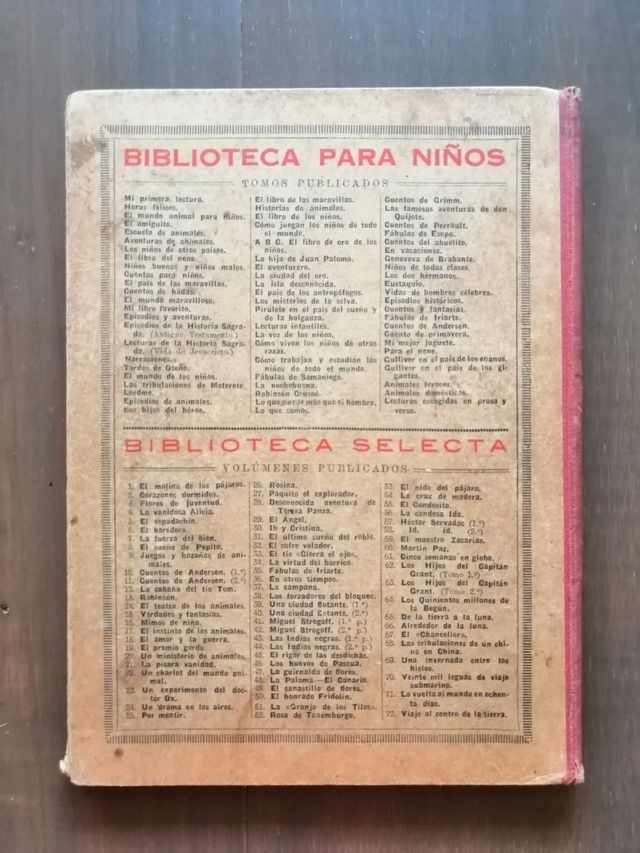 BIBLIOTECA PARA NIÑOS
TOMOS PUBLICADOS
Mi primera lectura.
Horas felices.
El mundo animal para niños.
El amiguito.
Escuela de animales.
Aventuras de animales.
Los niños de otros países.
El libro del nene.
Niños buenos y niños malos.
Cuentos para niños.
El país de las maravillas.
Cuentos de hadas.
El mundo maravilloso.
Mi libro favorito.
Episodios y aventuras.
Episodios de la Historia Sagra-
da. (Antiguo Testamento)
Lecturas de la Historia Sagra-
da. (Vida de Jesucristo)
Narraciones.
Tardes de Otoño.
El mundo de los niños.
Las tribulaciones de Meterete.
Leedme.
Episodios de animales.
Los hijos del héroe.
El libro de las maravillas.
Historias de animales.
El libro de los niños.
Cómo juegan los niños de todo
el mundo.
A B C. El libro de oro de los
niños.
La hija de Juan Palomo.
El aventurero.
La ciudad del oro.
La isla desconocida.
El país de los antropófagos.
Los misterios de la selva.
Pirulete en el país del sueño y
de la holganza.
Lecturas infantiles.
La voz de los niños.
Cómo viven los niños de otras
razas.
Cómo trabajan y estudian los
niños de todo el mundo.
Fábulas de Samaniego.
La nochebuena.
Robinsón Crusoé.
Lo que puede más que el hombre.
Lo que somos.
Cuentos de Grimm.
Las famosas aventuras de don
Quijote.
Cuentos de Perrault.
Fábulas de Esopo.
Cuentos del abuelito.
En vacaciones.
Genoveva de Brabante.
Niños de todas clases.
Los dos hermanos.
Eustaquio.
Vidas de hombres célebres.
Episodios históricos.
Cuentos y fantasías.
Fábulas de Iriarte.
Cuentos de Andersen.
Cuento de primavera.
Mi mejor juguete.
Para el nene.
Gulliver en el país de los enanos.
Gulliver en el país de los gi-
gantes.
Animales feroces.
Animales domésticos.
Lecturas escogidas en prosa y
verso.
BIBLIOTECA SELECTA
VOLÚMENES PUBLICADOS
1. El molino de los pájaros.
2. Corazones dormidos.
3. Flores de juventud.
4. La vanidosa Alicia.
5. El espadachín.
6. El heredero.
7. La fuerza del bien.
8. El sueño de Pepito.
9. Juegos y hazañas de ani-
males.
10. Cuentos de Andersen. (1.º)
11. Cuentos de Andersen. (2.º)
12. La cabaña del tío Tom.
13. Robinsón.
14. El teatro de los animales.
15. Verdades y fantasías.
16. Mimos de niña.
17. El instinto de los animales.
18. El amor y la guerra.
19. El premio gordo.
20. Un ministerio de animales.
21. La pícara vanidad.
22. Un charlot del mundo ani-
mal.
23. Un experimento del doc-
tor Ox.
24. Un drama en los aires.
25. Por mentir.
26. Rosina.
27. Paquito el explorador.
28. Desconocida aventura de
Teresa Panza.
29. El Angel.
30. Ib y Cristina.
31. El último sueño del roble.
32. El cofre volador.
33. El tío «Cierra el ojo».
34. La virtud del borrico.
35. Fábulas de Iriarte.
36. En otros tiempos.
37. La campana.
38. Los forzadores del bloqueo.
39. Una ciudad flotante. (1.ª)
40. Una ciudad flotante. (2.ª)
41. Miguel Strogoff. (1.ª p.)
42. Miguel Strogoff. (2.ª p.)
43. Las Indias negras. (1.ª p.)
44. Las Indias negras. (2.ª p.)
45. El rigor de las desdichas.
46. Los huevos de Pascua.
47. La guirnalda de flores.
48. La Paloma.—El Canario.
49. El canastillo de flores.
50. El honrado Fridolín.
51. La «Granja de los Tilos».
52. Rosa de Tanemburgo.
53. El nido del pájaro.
54. La cruz de madera.
55. El Condesito.
56. La condesa Ida.
57. Héctor Servadac (1.º)
58. Id. id. (2.º)
59. El maestro Zacarías.
60. Martín Paz.
61. Cinco semanas en globo.
62. Los Hijos del Capitán
Grant. (Tomo 1.º)
63. Los Hijos del Capitán
Grant. (Tomo 2.º)
64. Los Quinientos millones de
la Begún.
65. De la tierra a la luna.
66. Alrededor de la luna.
67. El «Chancellor».
68. Las tribulaciones de un chi-
no en China.
69. Una invernada entre los
hielos.
70. Veinte mil leguas de viaje
submarino.
71. La vuelta al mundo en ochen-
ta días.
72. Viaje al centro de la tierra.